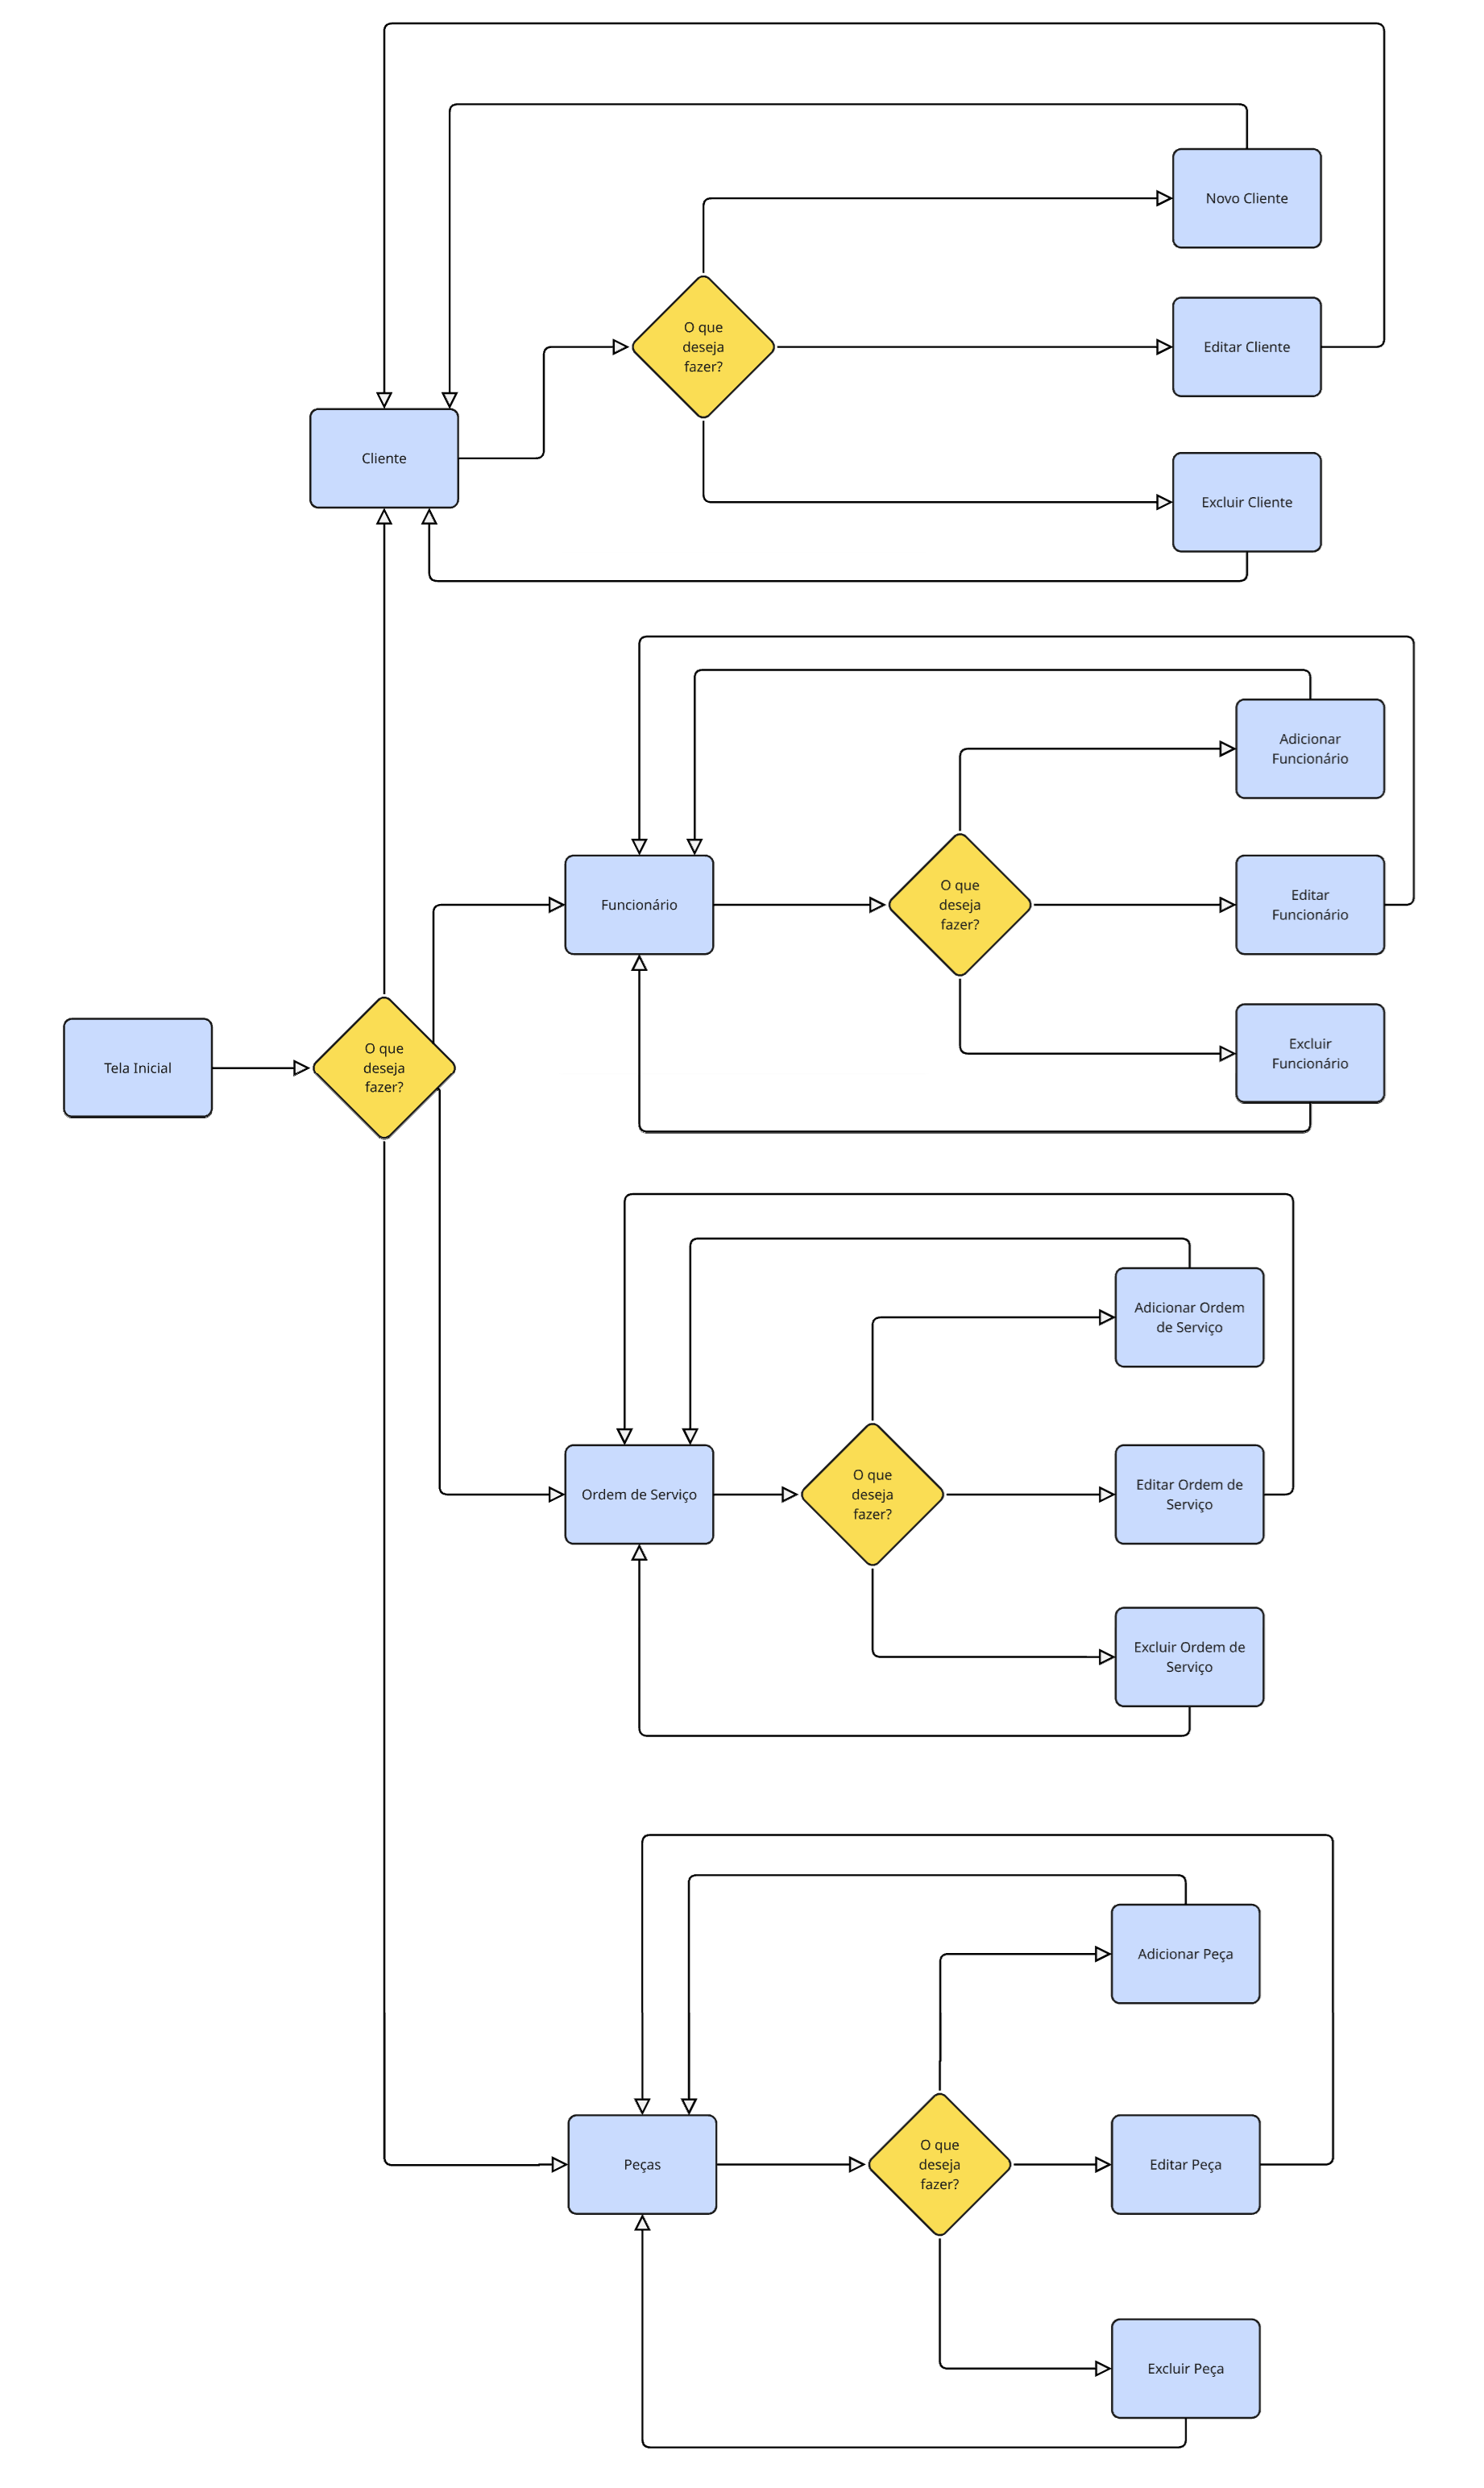 Novo Cliente
O que
deseja
fazer?
Editar Cliente
Cliente
Excluir Cliente
Adicionar
Funcionário
Funcionário
O que
deseja
fazer?
Editar
Funcionário
Excluir
Funcionário
Tela Inicial
O que
deseja
fazer?
Adicionar Ordem
de Serviço
Ordem de Serviço
O que
deseja
fazer?
Editar Ordem de
Serviço
Excluir Ordem de
Serviço
Adicionar Peça
Peças
O que
deseja
fazer?
Editar Peça
Excluir Peça